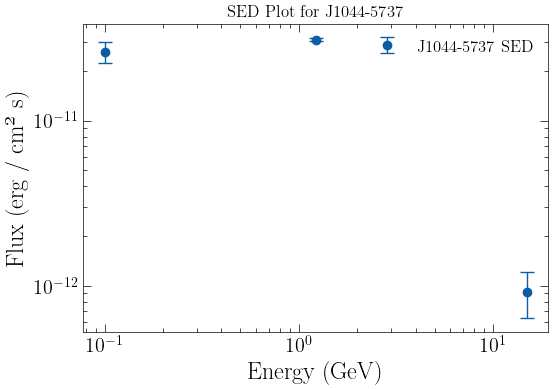 SED Plot for J1044-5737
J1044-5737 SED
Flux (erg / cm² s)
10⁻¹¹
10⁻¹²
10⁻¹
10⁰
10¹
Energy (GeV)